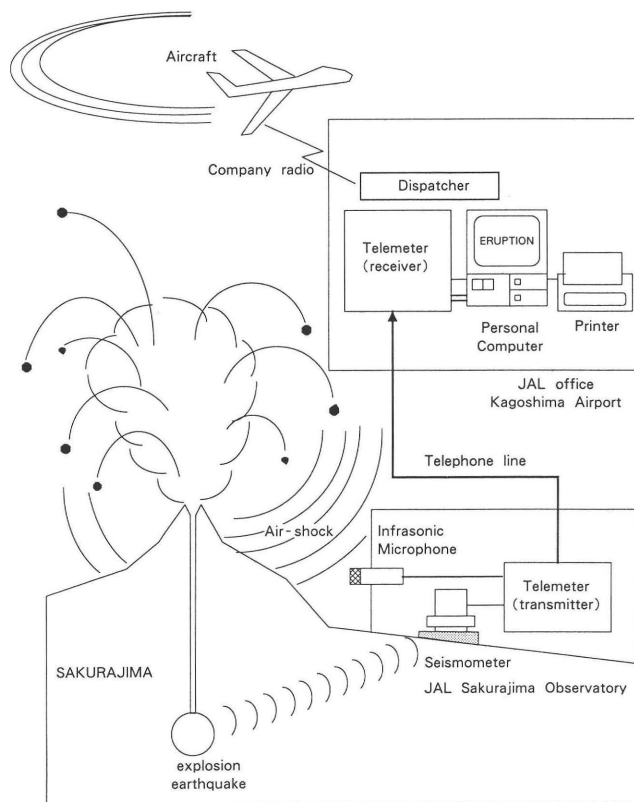 Aircraft
Company radio
Dispatcher
Telemeter
(receiver)
ERUPTION
Personal
Computer
Printer
JAL office
Kagoshima Airport
Telephone line
Air-shock
Infrasonic
Microphone
Telemeter
(transmitter)
Seismometer
JAL Sakurajima Observatory
SAKURAJIMA
explosion
earthquake